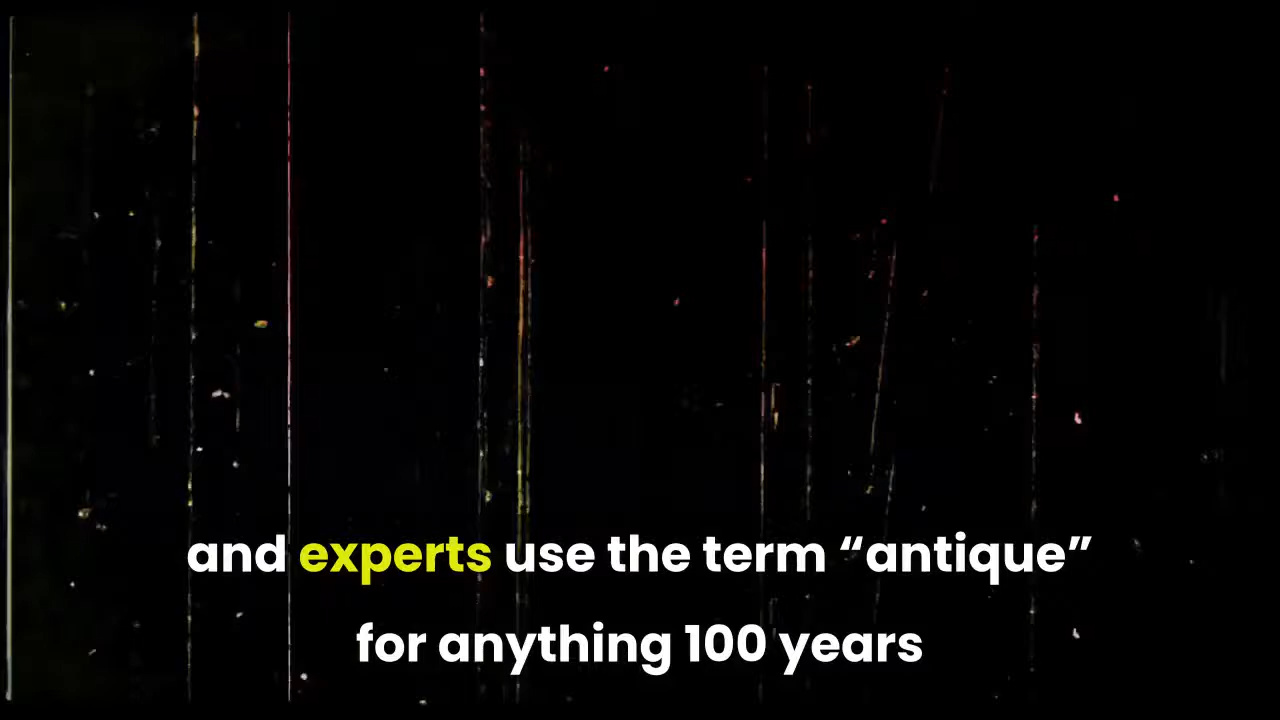 and experts use the term “antique”
for anything 100 years